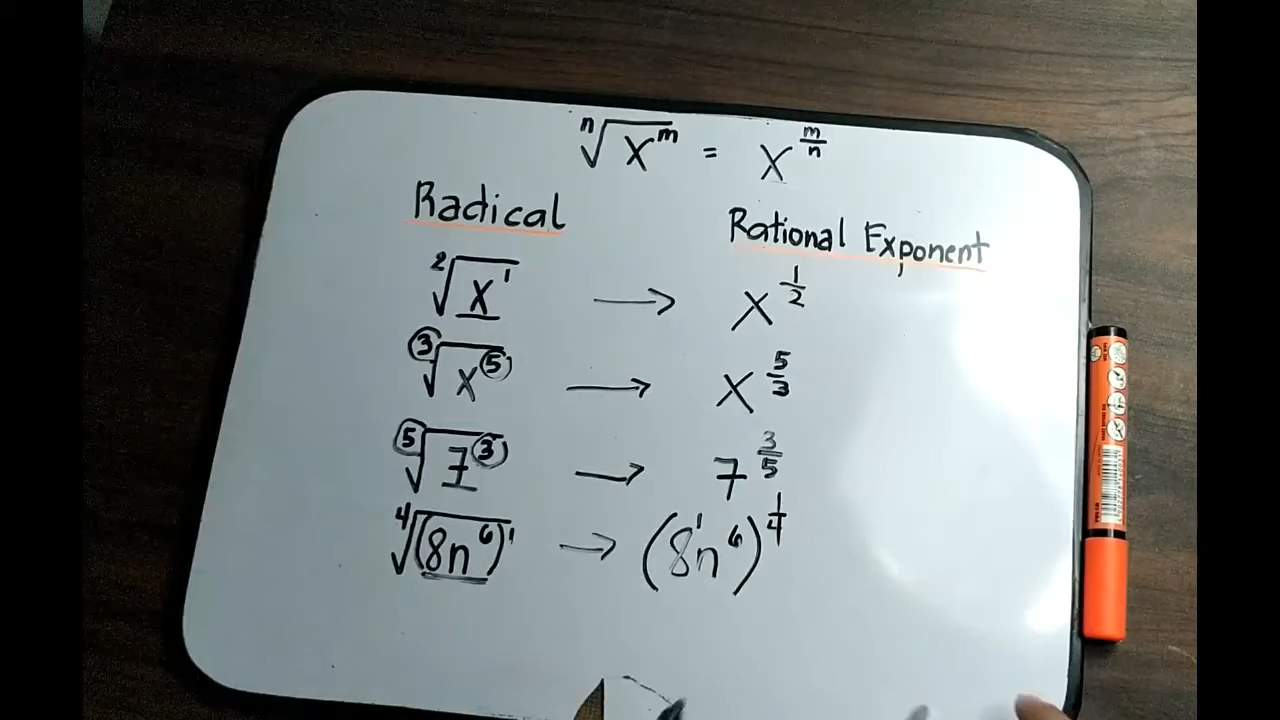 ⁿ√(xᵐ) = x^(m/n)
Radical Rational Exponent
²√(x¹) → x^(1/2)
³√(x⁵) → x^(5/3)
⁵√(7³) → 7^(3/5)
⁴√((8n⁶)¹) → (8¹n⁶)^(1/4)